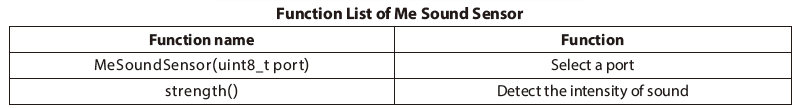 Function List of Me Sound Sensor
Function name Function
MeSoundSensor(uint8_t port) Select a port
strength() Detect the intensity of sound